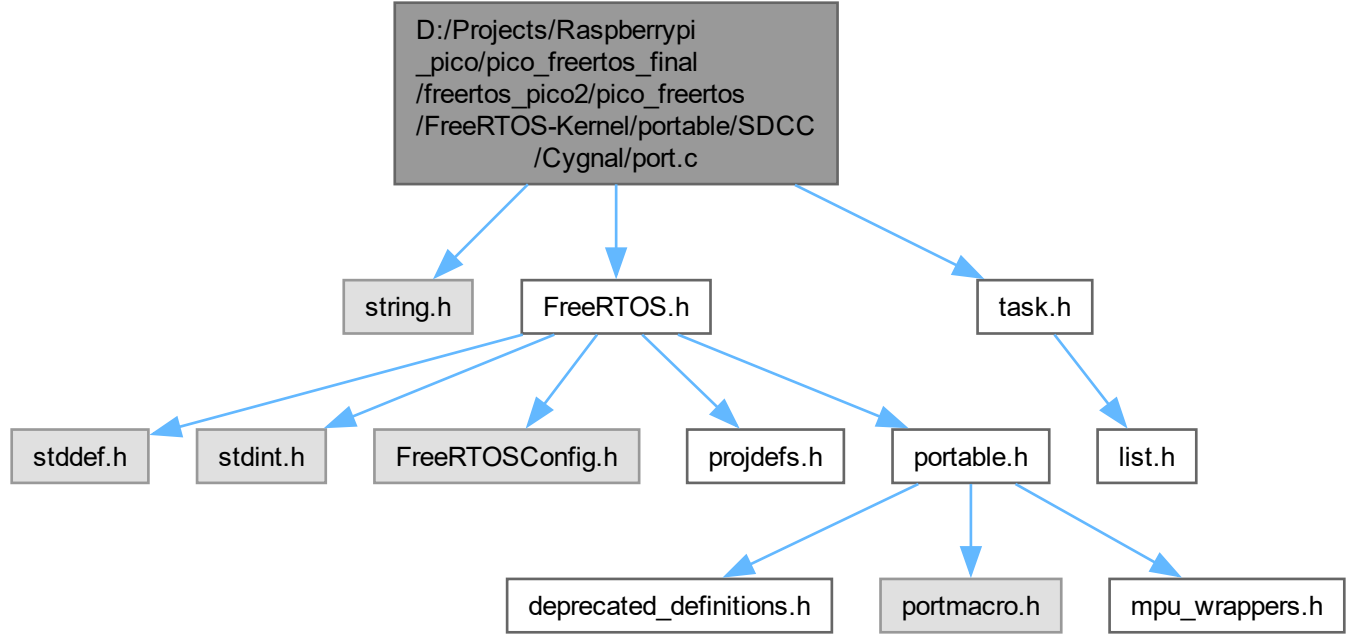 D:/Projects/Raspberrypi
_pico/pico_freertos_final
/freertos_pico2/pico_freertos
/FreeRTOS-Kernel/portable/SDCC
/Cygnal/port.c
string.h
FreeRTOS.h
task.h
stddef.h
stdint.h
FreeRTOSConfig.h
projdefs.h
portable.h
list.h
deprecated_definitions.h
portmacro.h
mpu_wrappers.h